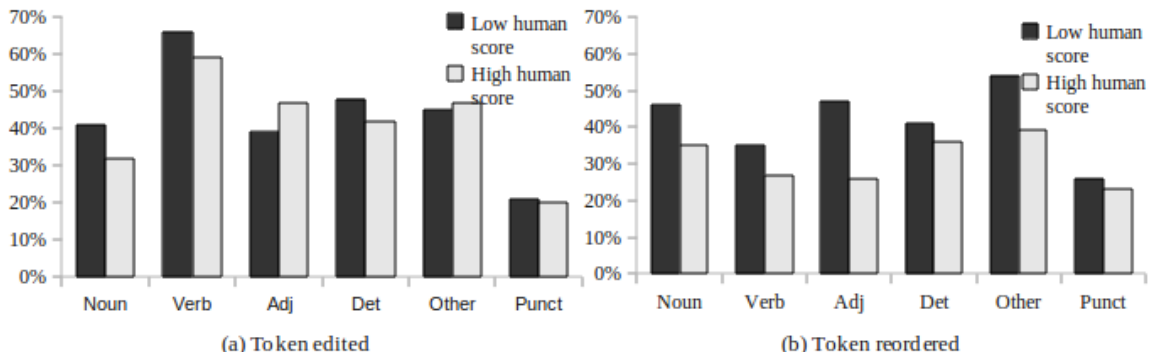 70%
60%
50%
40%
30%
20%
10%
0%
Low human
score
High human
score
Noun Verb Adj Det Other Punct
(a) Token edited
70%
60%
50%
40%
30%
20%
10%
0%
Low human
score
High human
score
Noun Verb Adj Det Other Punct
(b) Token reordered